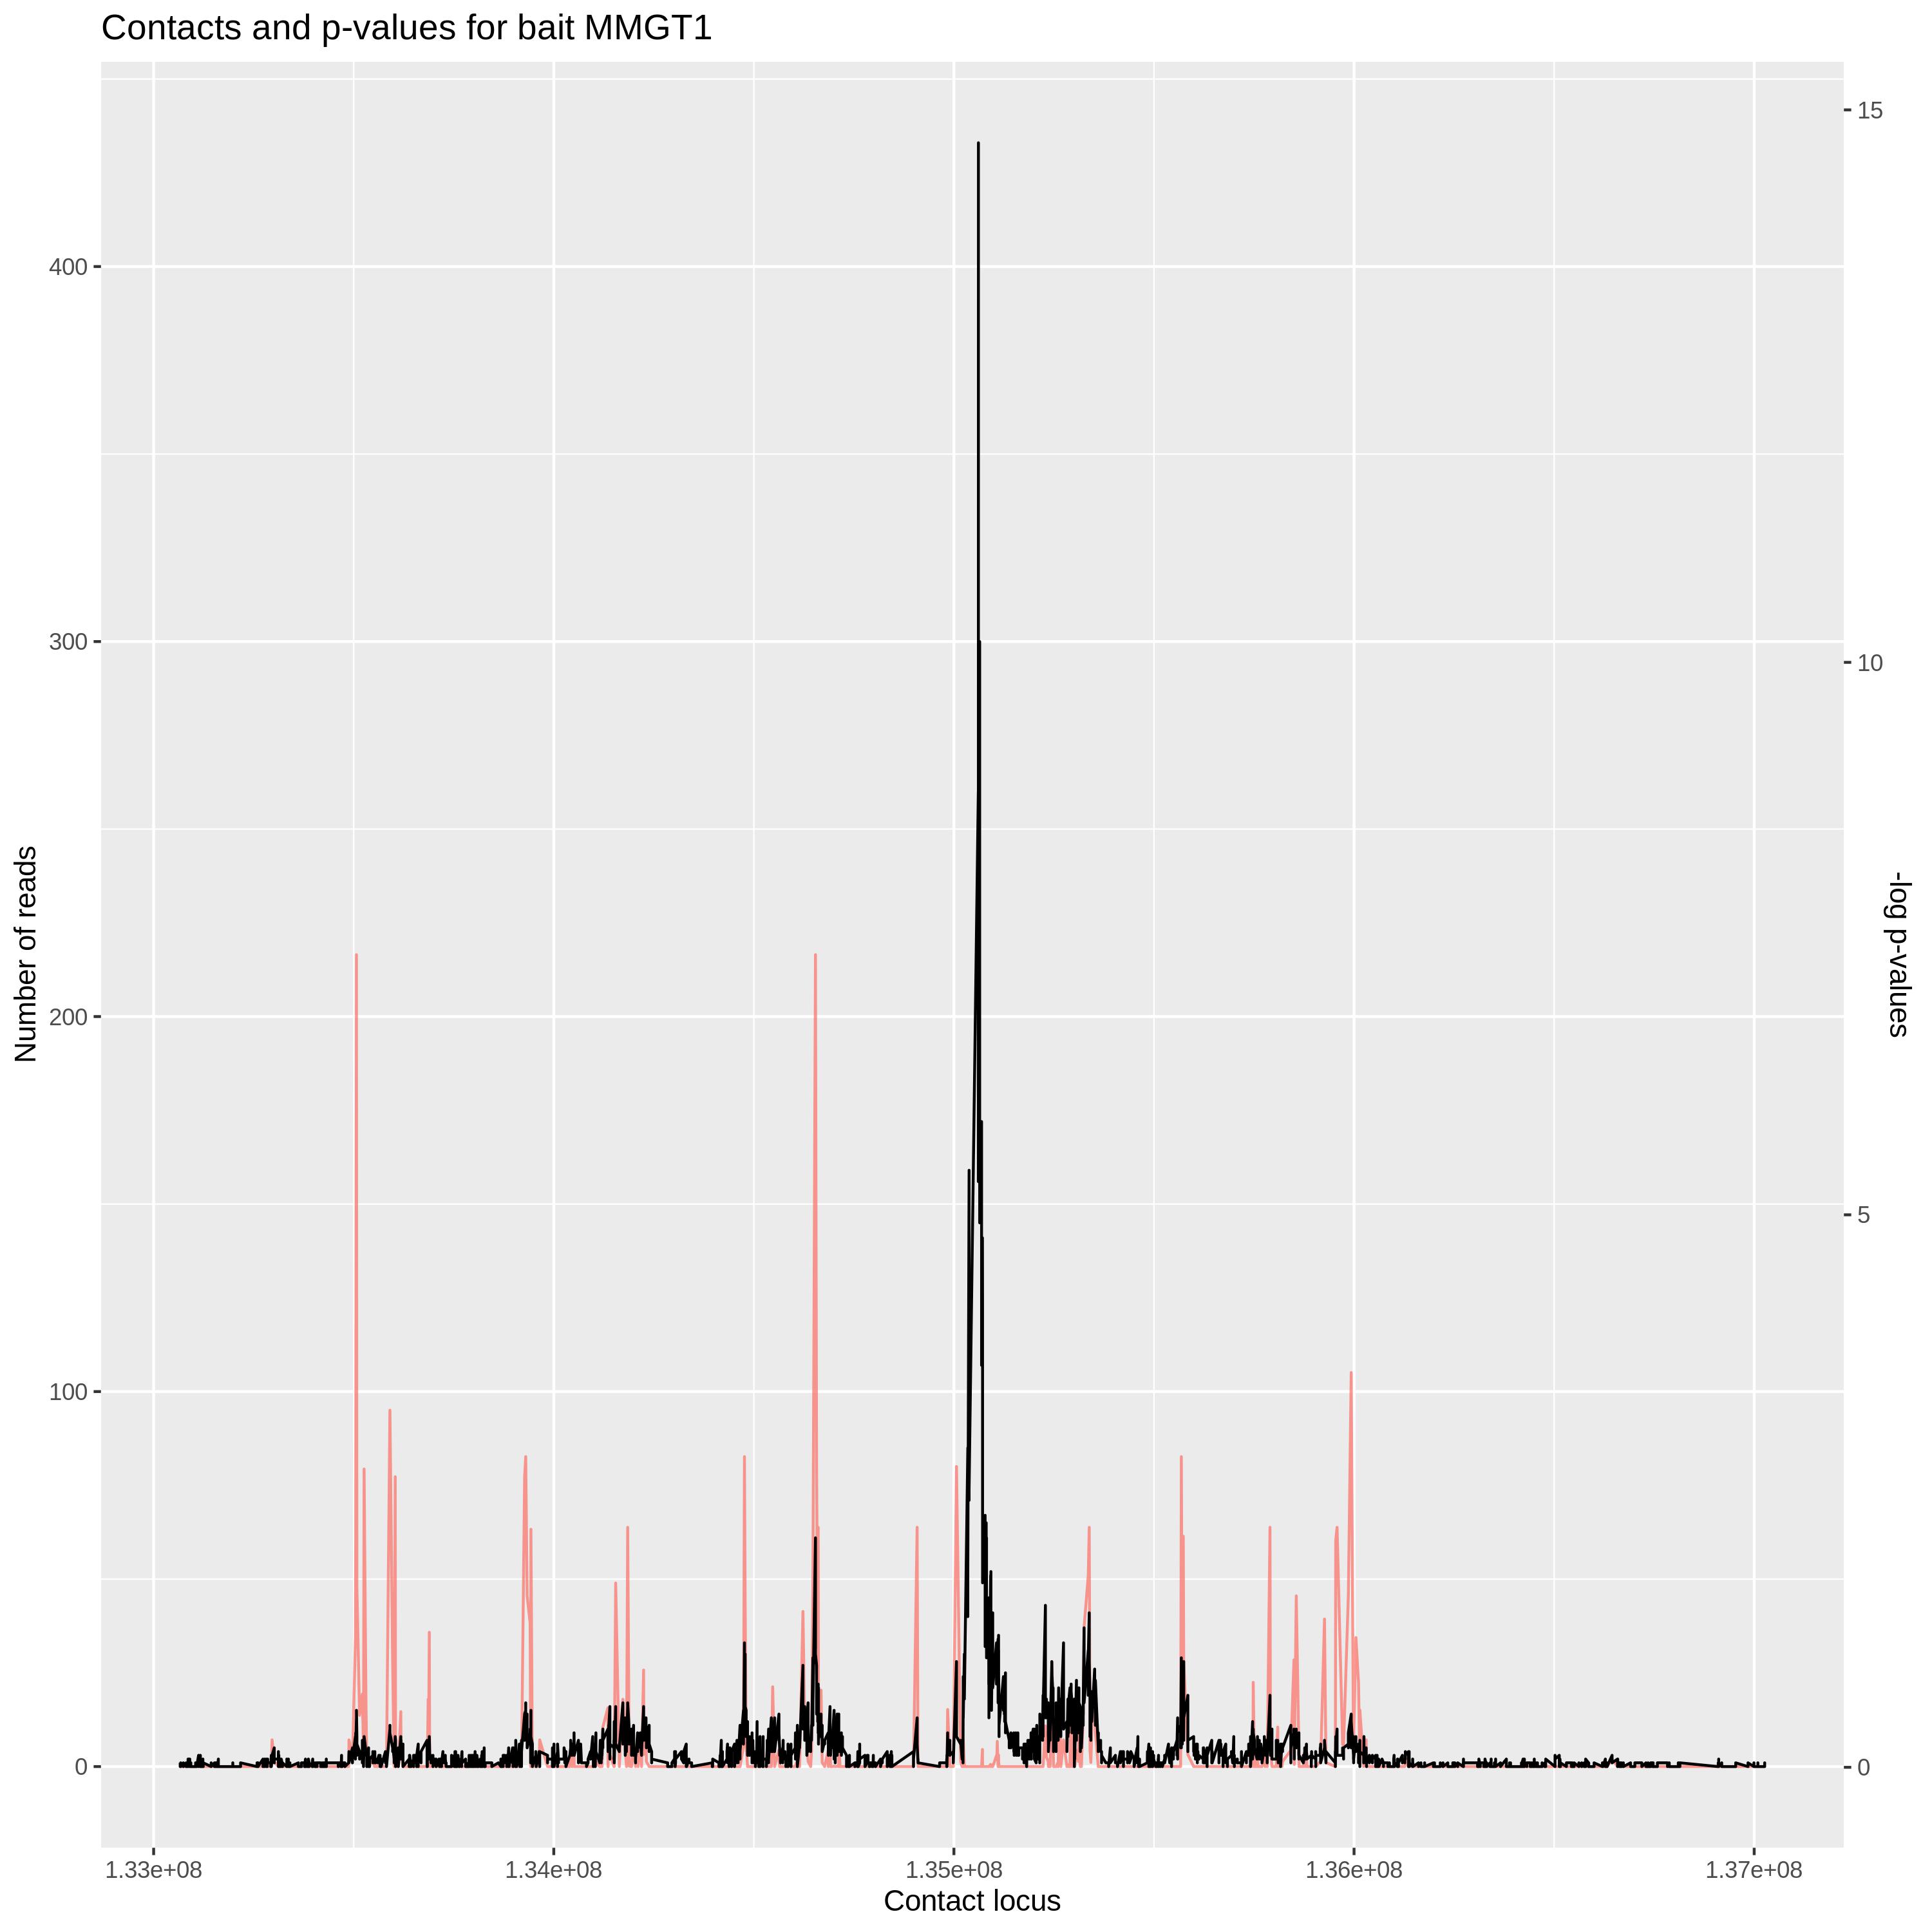 Contacts and p-values for bait MMGT1
Number of reads
400
300
200
100
0
15
10
5
0
-log p-values
1.33e+08
1.34e+08
1.35e+08
1.36e+08
1.37e+08
Contact locus